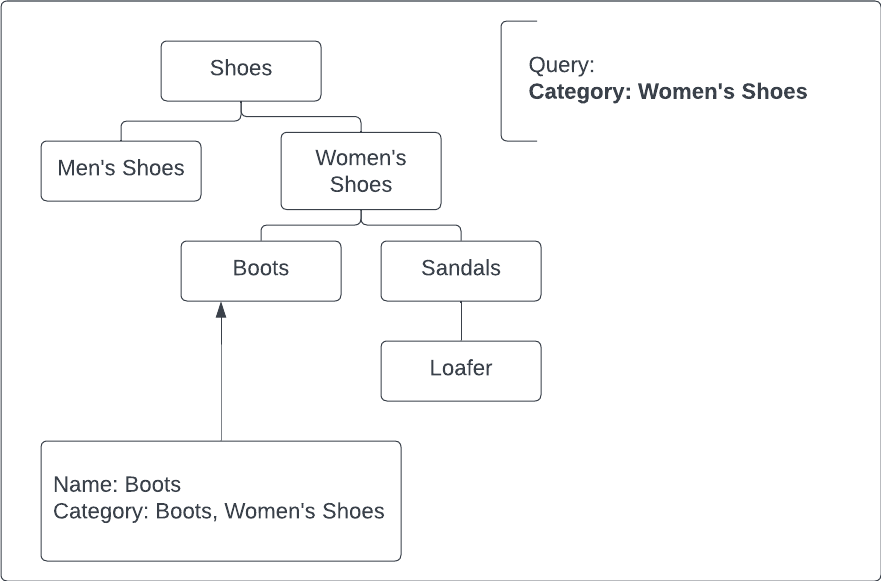 Shoes
Query:
Category: Women's Shoes
Men's Shoes
Women's
Shoes
Boots
Sandals
Loafer
Name: Boots
Category: Boots, Women's Shoes